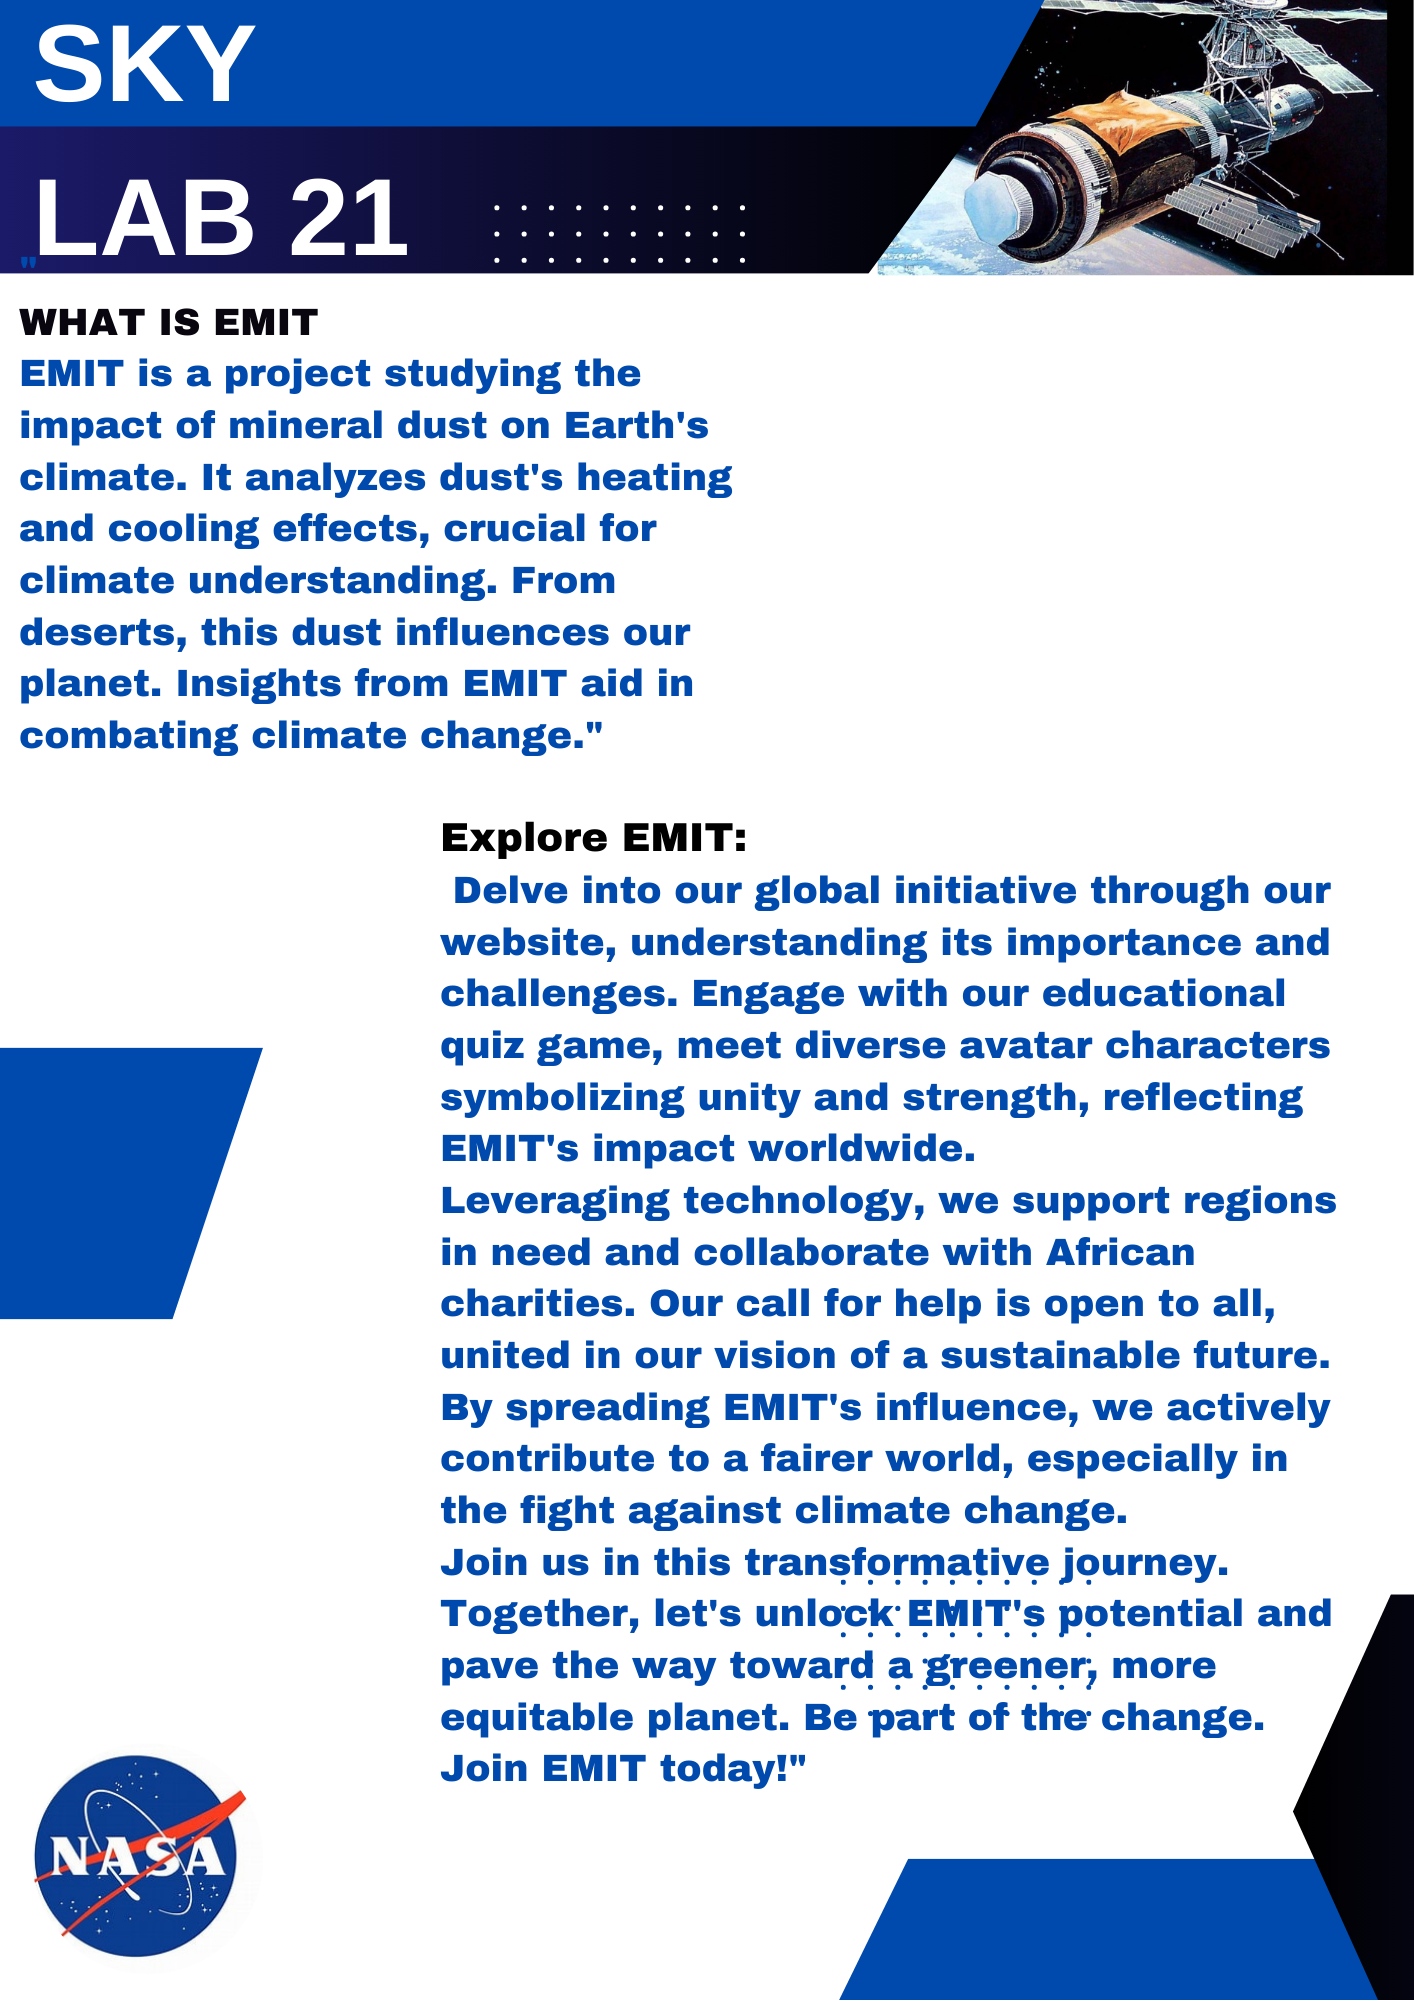 SKY
LAB 21
"
WHAT IS EMIT
EMIT is a project studying the
impact of mineral dust on Earth's
climate. It analyzes dust's heating
and cooling effects, crucial for
climate understanding. From
deserts, this dust influences our
planet. Insights from EMIT aid in
combating climate change."
Explore EMIT:
Delve into our global initiative through our
website, understanding its importance and
challenges. Engage with our educational
quiz game, meet diverse avatar characters
symbolizing unity and strength, reflecting
EMIT's impact worldwide.
Leveraging technology, we support regions
in need and collaborate with African
charities. Our call for help is open to all,
united in our vision of a sustainable future.
By spreading EMIT's influence, we actively
contribute to a fairer world, especially in
the fight against climate change.
Join us in this transformative journey.
Together, let's unlock EMIT's potential and
pave the way toward a greener, more
equitable planet. Be part of the change.
Join EMIT today!"
NASA